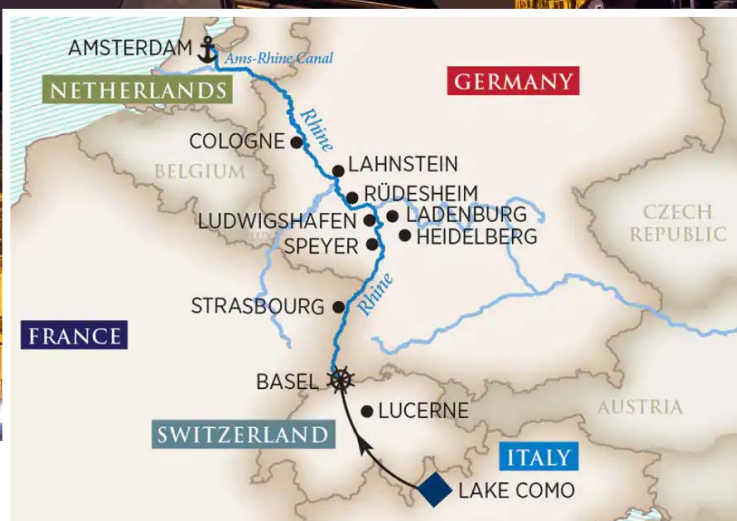 AMSTERDAM
Ams-Rhine Canal
NETHERLANDS
GERMANY
Rhine
COLOGNE
BELGIUM
LAHNSTEIN
RÜDESHEIM
LUDWIGSHAFEN
LADENBURG
SPEYER
HEIDELBERG
CZECH
REPUBLIC
Rhine
STRASBOURG
FRANCE
BASEL
LUCERNE
AUSTRIA
SWITZERLAND
ITALY
LAKE COMO